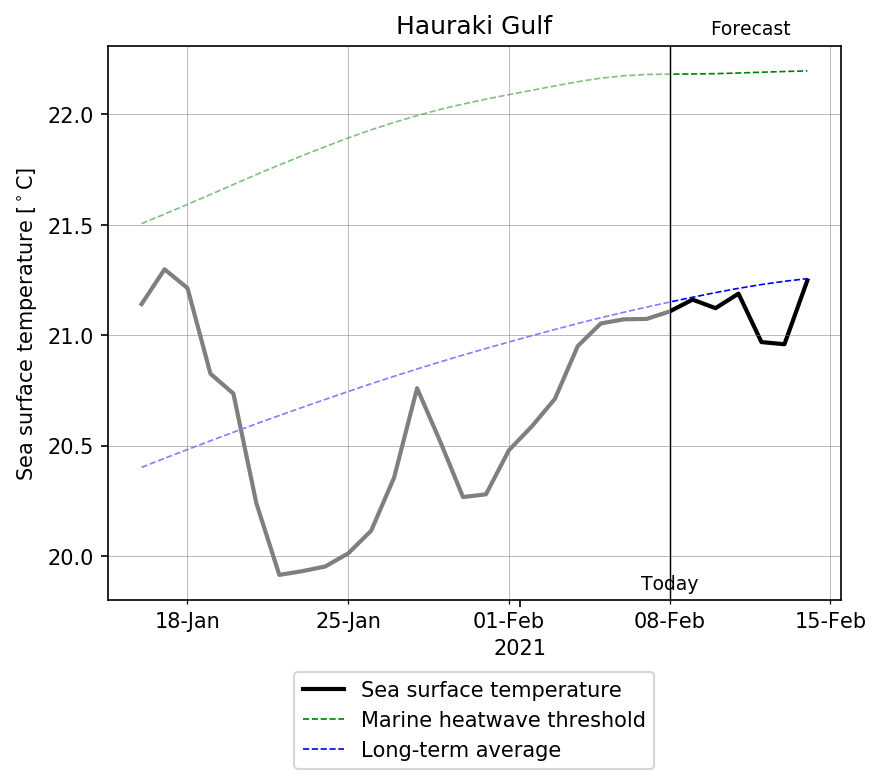 Hauraki Gulf
Forecast
Sea surface temperature [°C]
22.0
21.5
21.0
20.5
20.0
Today
18-Jan 25-Jan 01-Feb 08-Feb 15-Feb
2021
Sea surface temperature
Marine heatwave threshold
Long-term average